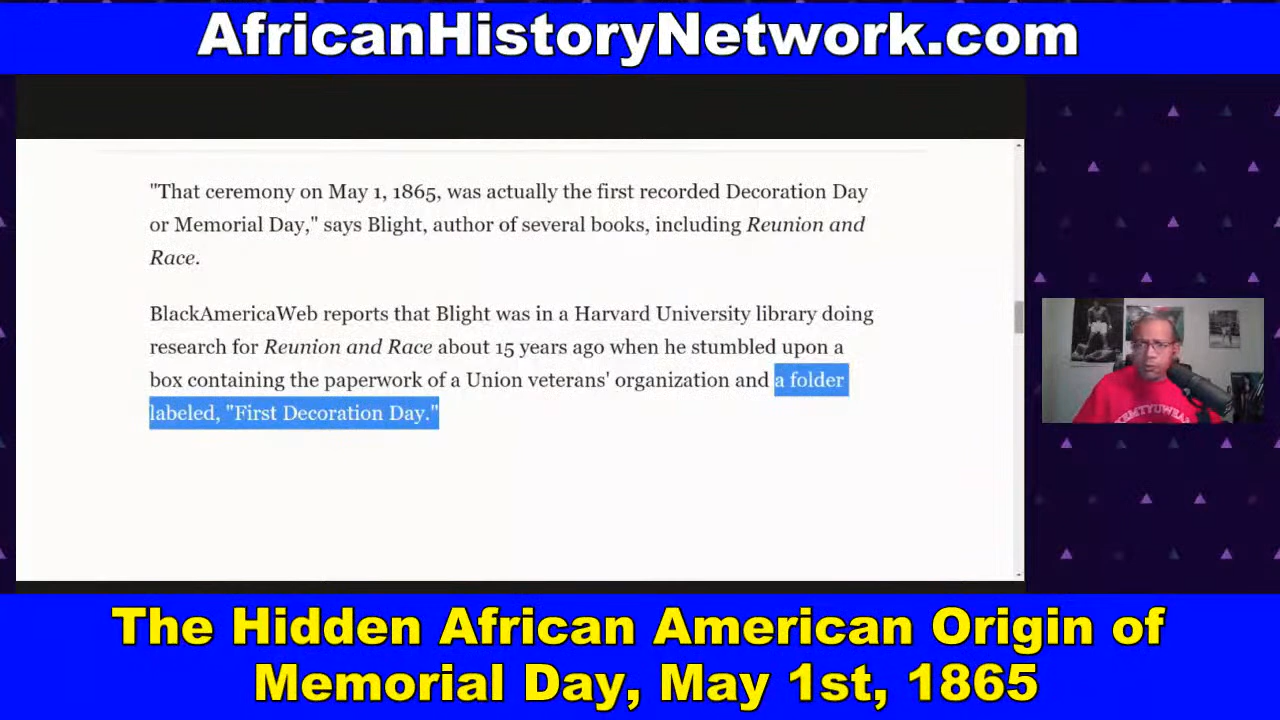 AfricanHistoryNetwork.com
"That ceremony on May 1, 1865, was actually the first recorded Decoration Day
or Memorial Day," says Blight, author of several books, including Reunion and
Race.
BlackAmericaWeb reports that Blight was in a Harvard University library doing
research for Reunion and Race about 15 years ago when he stumbled upon a
box containing the paperwork of a Union veterans' organization and a folder
labeled, "First Decoration Day."
The Hidden African American Origin of
Memorial Day, May 1st, 1865